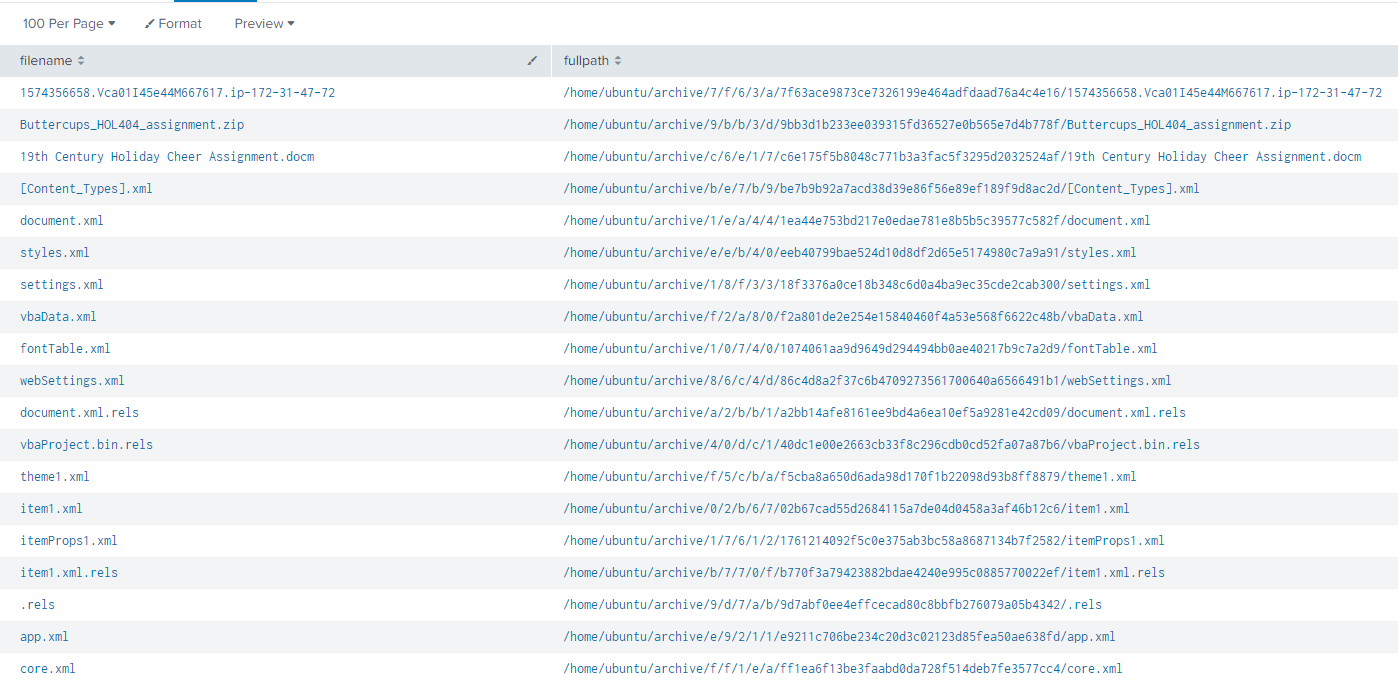 100 Per Page Format Preview
filename fullpath
1574356658.Vca01I45e44M667617.ip-172-31-47-72 /home/ubuntu/archive/7/f/6/3/a/7f63ace9873ce7326199e464adfdaad76a4c4e16/1574356658.Vca01I45e44M667617.ip-172-31-47-72
Buttercups_HOL404_assignment.zip /home/ubuntu/archive/9/b/b/3/d/9bb3d1b233ee039315fd36527e0b565e7d4b778f/Buttercups_HOL404_assignment.zip
19th Century Holiday Cheer Assignment.docm /home/ubuntu/archive/c/6/e/1/7/c6e175f5b8048c771b3a3fac5f3295d2032524af/19th Century Holiday Cheer Assignment.docm
[Content_Types].xml /home/ubuntu/archive/b/e/7/b/9/be7b9b92a7acd38d39e86f56e89ef189f9d8ac2d/[Content_Types].xml
document.xml /home/ubuntu/archive/1/e/a/4/4/1ea44e753bd217e0edae781e8b5b5c39577c582f/document.xml
styles.xml /home/ubuntu/archive/e/e/b/4/0/eeb40799bae524d10d8df2d65e5174980c7a9a91/styles.xml
settings.xml /home/ubuntu/archive/1/8/f/3/3/18f3376a0ce18b348c6d0a4ba9ec35cde2cab300/settings.xml
vbaData.xml /home/ubuntu/archive/f/2/a/8/0/f2a801de2e254e15840460f4a53e568f6622c48b/vbaData.xml
fontTable.xml /home/ubuntu/archive/1/0/7/4/0/1074061aa9d9649d294494bb0ae40217b9c7a2d9/fontTable.xml
webSettings.xml /home/ubuntu/archive/8/6/c/4/d/86c4d8a2f37c6b4709273561700640a6566491b1/webSettings.xml
document.xml.rels /home/ubuntu/archive/a/2/b/b/1/a2bb14afe8161ee9bd4a6ea10ef5a9281e42cd09/document.xml.rels
vbaProject.bin.rels /home/ubuntu/archive/4/0/d/c/1/40dc1e00e2663cb33f8c296cdb0cd52fa07a87b6/vbaProject.bin.rels
theme1.xml /home/ubuntu/archive/f/5/c/b/a/f5cba8a650d6ada98d170f1b22098d93b8ff8879/theme1.xml
item1.xml /home/ubuntu/archive/0/2/b/6/7/02b67cad55d2684115a7de04d0458a3af46b12c6/item1.xml
itemProps1.xml /home/ubuntu/archive/1/7/6/1/2/1761214092f5c0e375ab3bc58a8687134b7f2582/itemProps1.xml
item1.xml.rels /home/ubuntu/archive/b/7/7/0/f/b770f3a79423882bdae4240e995c0885770022ef/item1.xml.rels
.rels /home/ubuntu/archive/9/d/7/a/b/9d7abf0ee4effcecad80c8bbfb276079a05b4342/.rels
app.xml /home/ubuntu/archive/e/9/2/1/1/e9211c706be234c20d3c02123d85fea50ae638fd/app.xml
core.xml /home/ubuntu/archive/f/f/1/e/a/ff1ea6f13be3faabd0da728f514deb7fe3577cc4/core.xml